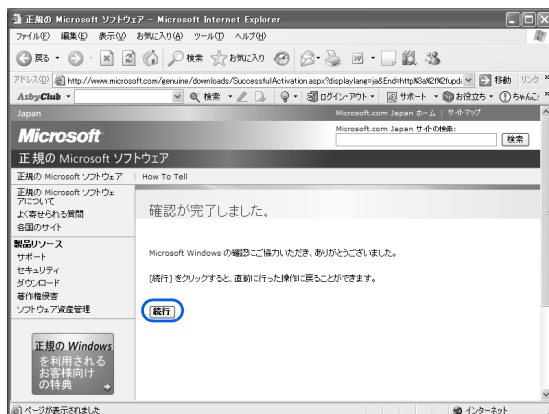 正規の Microsoft ソフトウェア - Microsoft Internet Explorer
ファイル(F) 編集(E) 表示(V) お気に入り(A) ツール(T) ヘルプ(H)
戻る 検索 お気に入り
アドレス(D) http://www.microsoft.com/genuine/downloads/SuccessfulActivation.aspx?displaylang=ja&End=http%3a%2f%2fupd 移動 リンク
AzbyClub 検索 ログイン・アウト サポート お役立ち ちゃんこ
Japan Microsoft.com Japan ホーム | サイトマップ
Microsoft
Microsoft.com Japan サイトの検索:
検索
正規の Microsoft ソフトウェア
正規の Microsoft ソフトウェア | How To Tell
正規の Microsoft ソフトウェ
アについて
よく寄せられる質問
各国のサイト
製品リソース
サポート
セキュリティ
ダウンロード
著作権侵害
ソフトウェア資産管理
正規の Windows
を利用される
お客様向け
の特典
確認が完了しました。
Microsoft Windows の確認にご協力いただき、ありがとうございました。
[続行] をクリックすると、直前に行った操作に戻ることができます。
続行
ページが表示されました インターネット